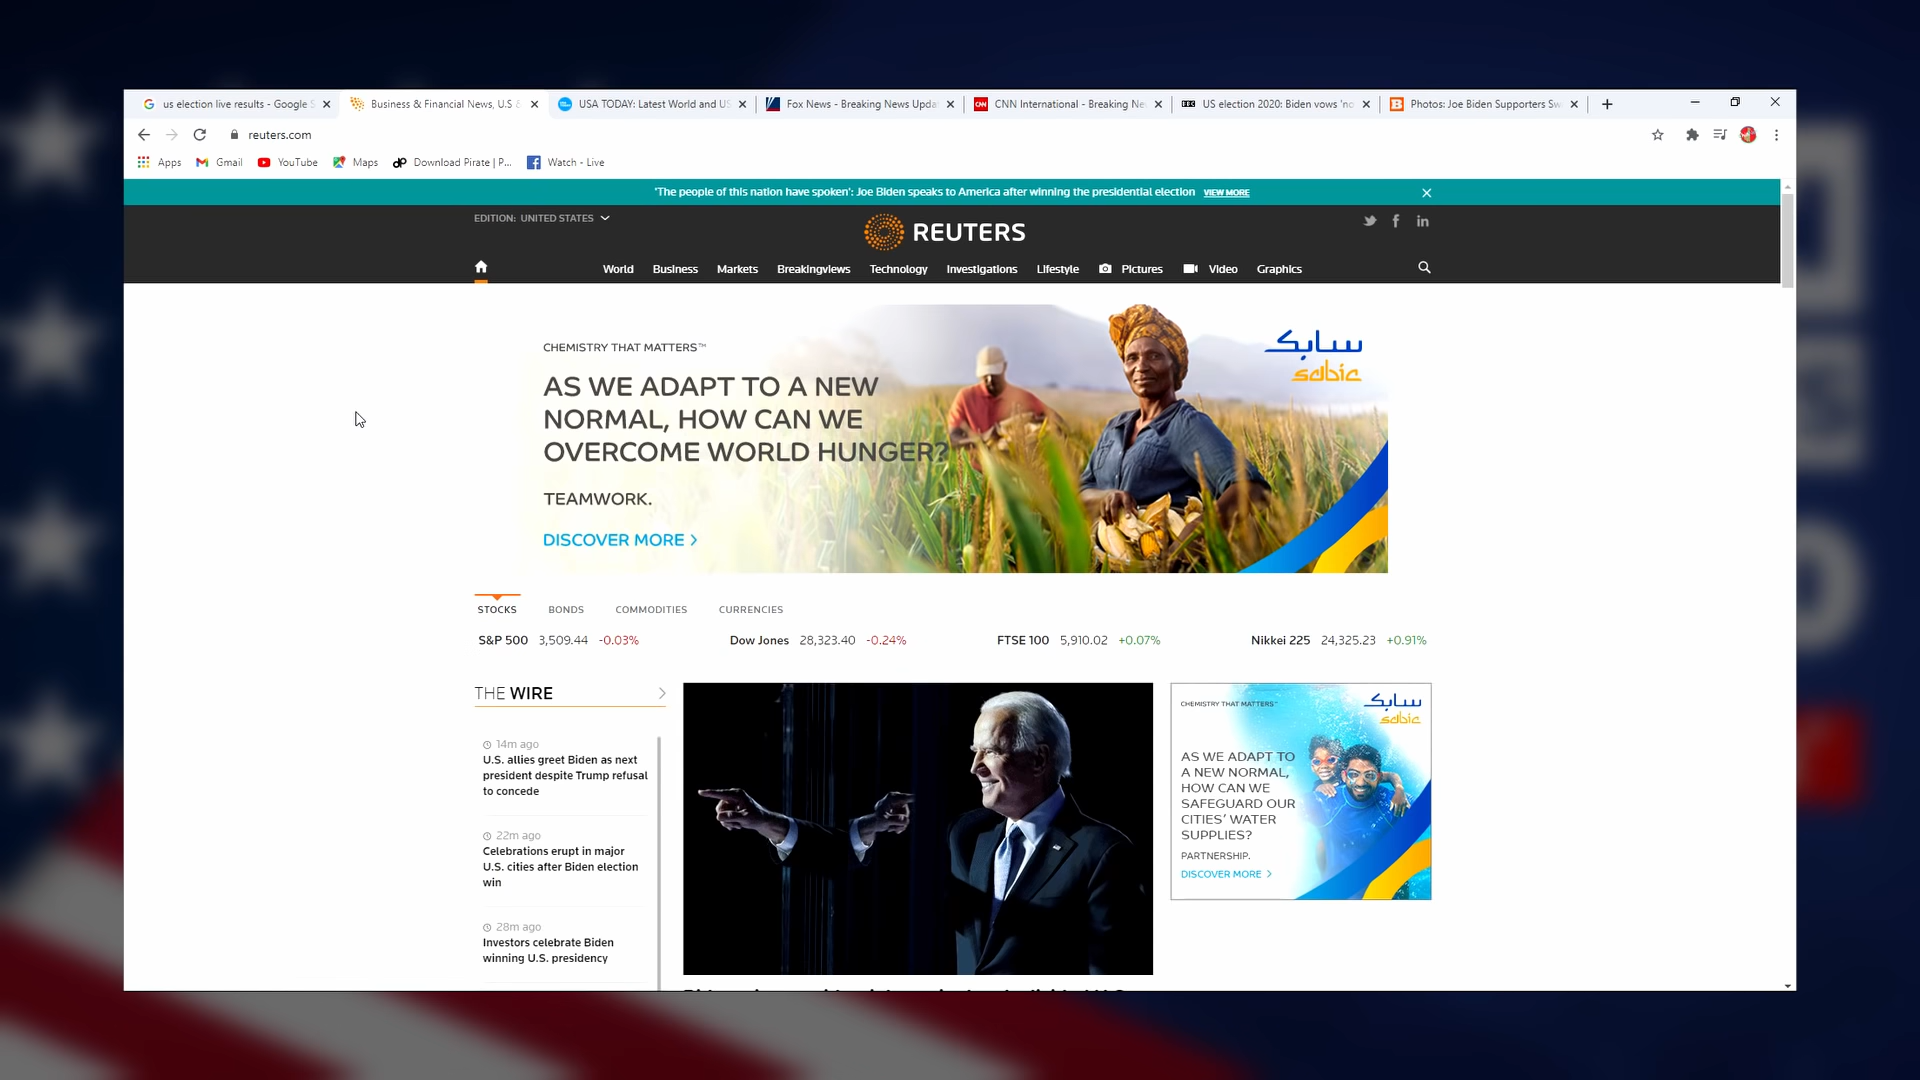 us election live results - Google S
Business & Financial News, U.S &
USA TODAY: Latest World and US
Fox News - Breaking News Upda
CNN International - Breaking Ne
US election 2020: Biden vows 'no
Photos: Joe Biden Supporters Sw
reuters.com
Apps
Gmail
YouTube
Maps
Download Pirate | P...
Watch - Live
'The people of this nation have spoken': Joe Biden speaks to America after winning the presidential election VIEW MORE
EDITION: UNITED STATES
REUTERS
World Business Markets Breakingviews Technology Investigations Lifestyle Pictures Video Graphics
CHEMISTRY THAT MATTERS™
AS WE ADAPT TO A NEW
NORMAL, HOW CAN WE
OVERCOME WORLD HUNGER?
TEAMWORK.
DISCOVER MORE >
سابک
sabic
STOCKS BONDS COMMODITIES CURRENCIES
S&P 500 3,509.44 -0.03% Dow Jones 28,323.40 -0.24% FTSE 100 5,910.02 +0.07% Nikkei 225 24,325.23 +0.91%
THE WIRE
14m ago
U.S. allies greet Biden as next
president despite Trump refusal
to concede
22m ago
Celebrations erupt in major
U.S. cities after Biden election
win
28m ago
Investors celebrate Biden
winning U.S. presidency
CHEMISTRY THAT MATTERS™
سابک
sabic
AS WE ADAPT TO
A NEW NORMAL,
HOW CAN WE
SAFEGUARD OUR
CITIES' WATER
SUPPLIES?
PARTNERSHIP.
DISCOVER MORE >